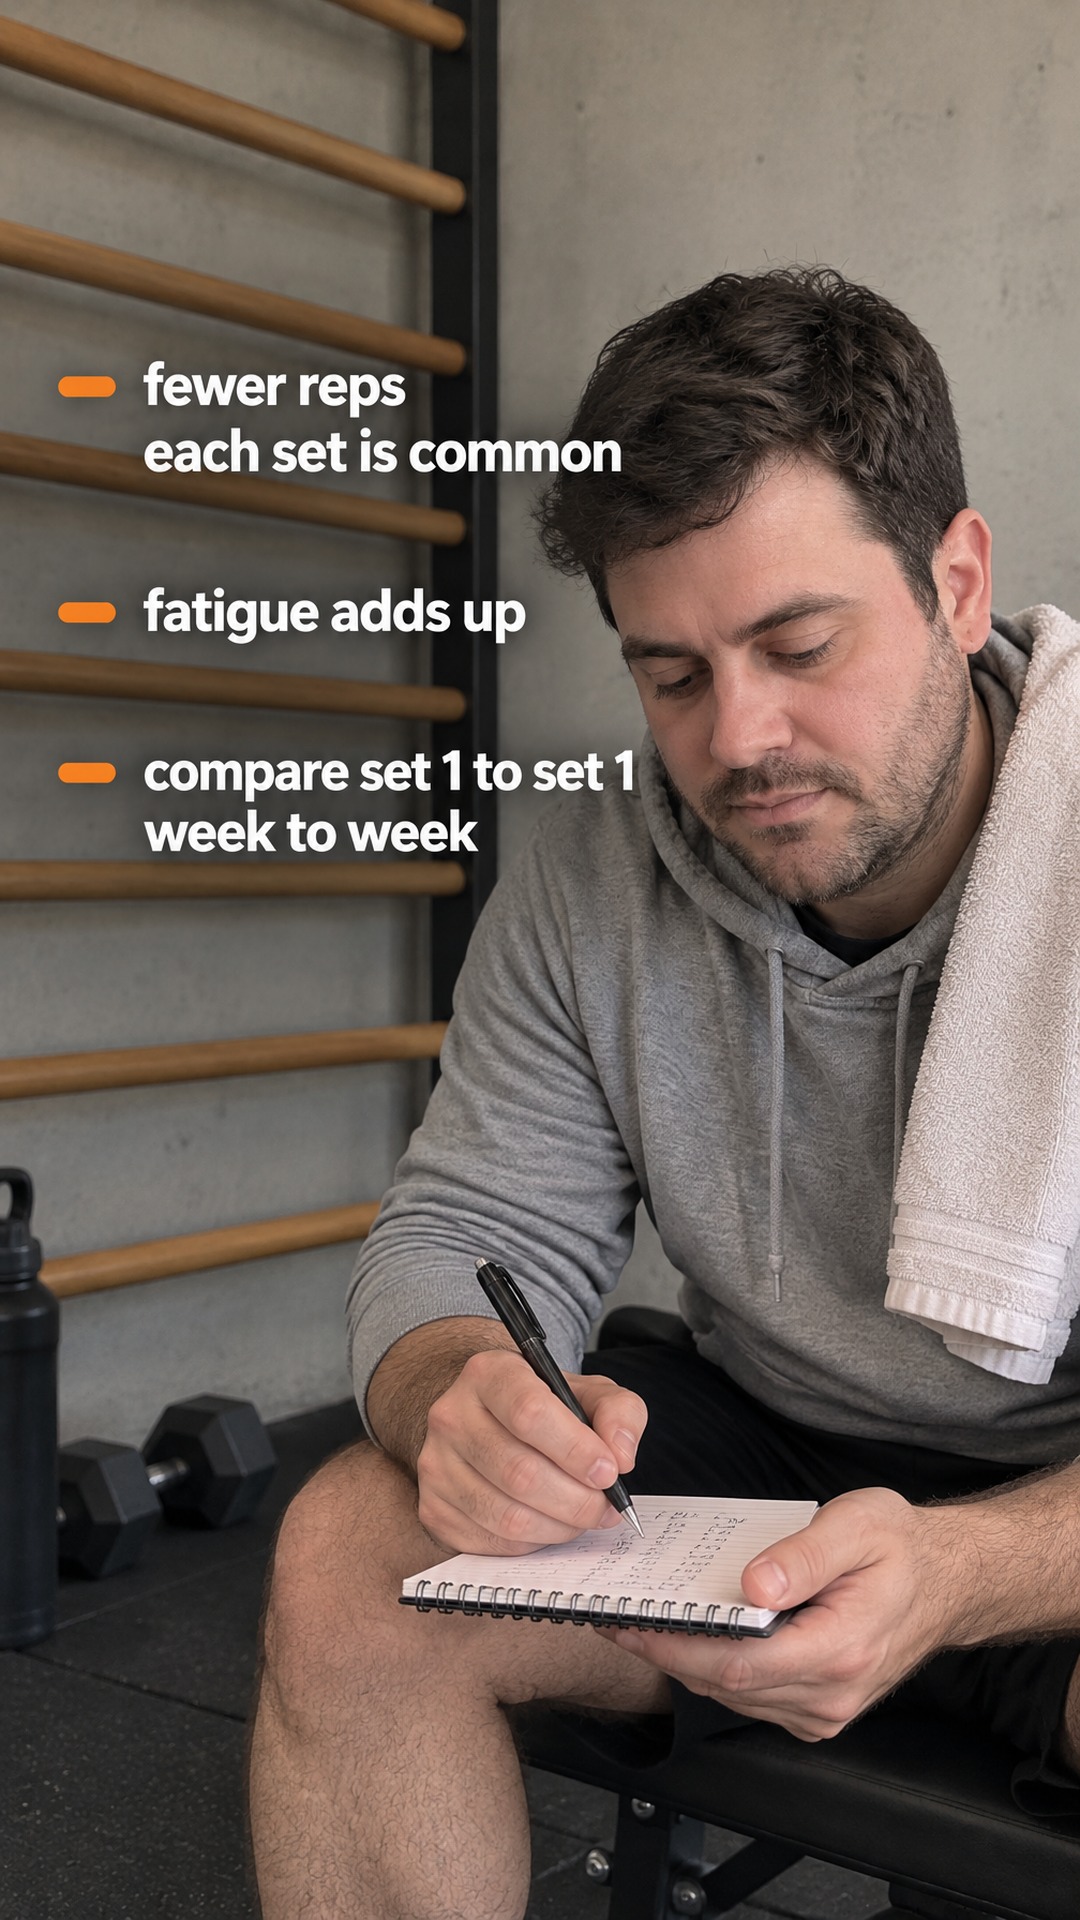 fewer reps
each set is common
fatigue adds up
compare set 1 to set 1
week to week